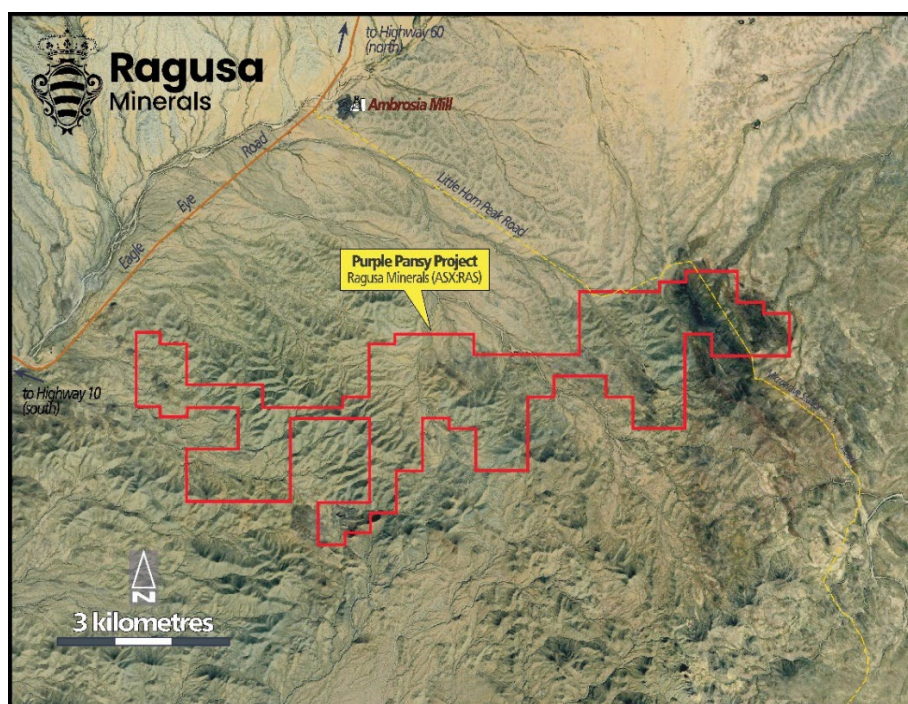 Ragusa
Minerals
to Highway 60
(north)
Ambrosia Mill
Eagle Eye Road
Little Horn Peak Road
Purple Pansy Project
Ragusa Minerals (ASX:RAS)
to Highway 10
(south)
N
3 kilometres